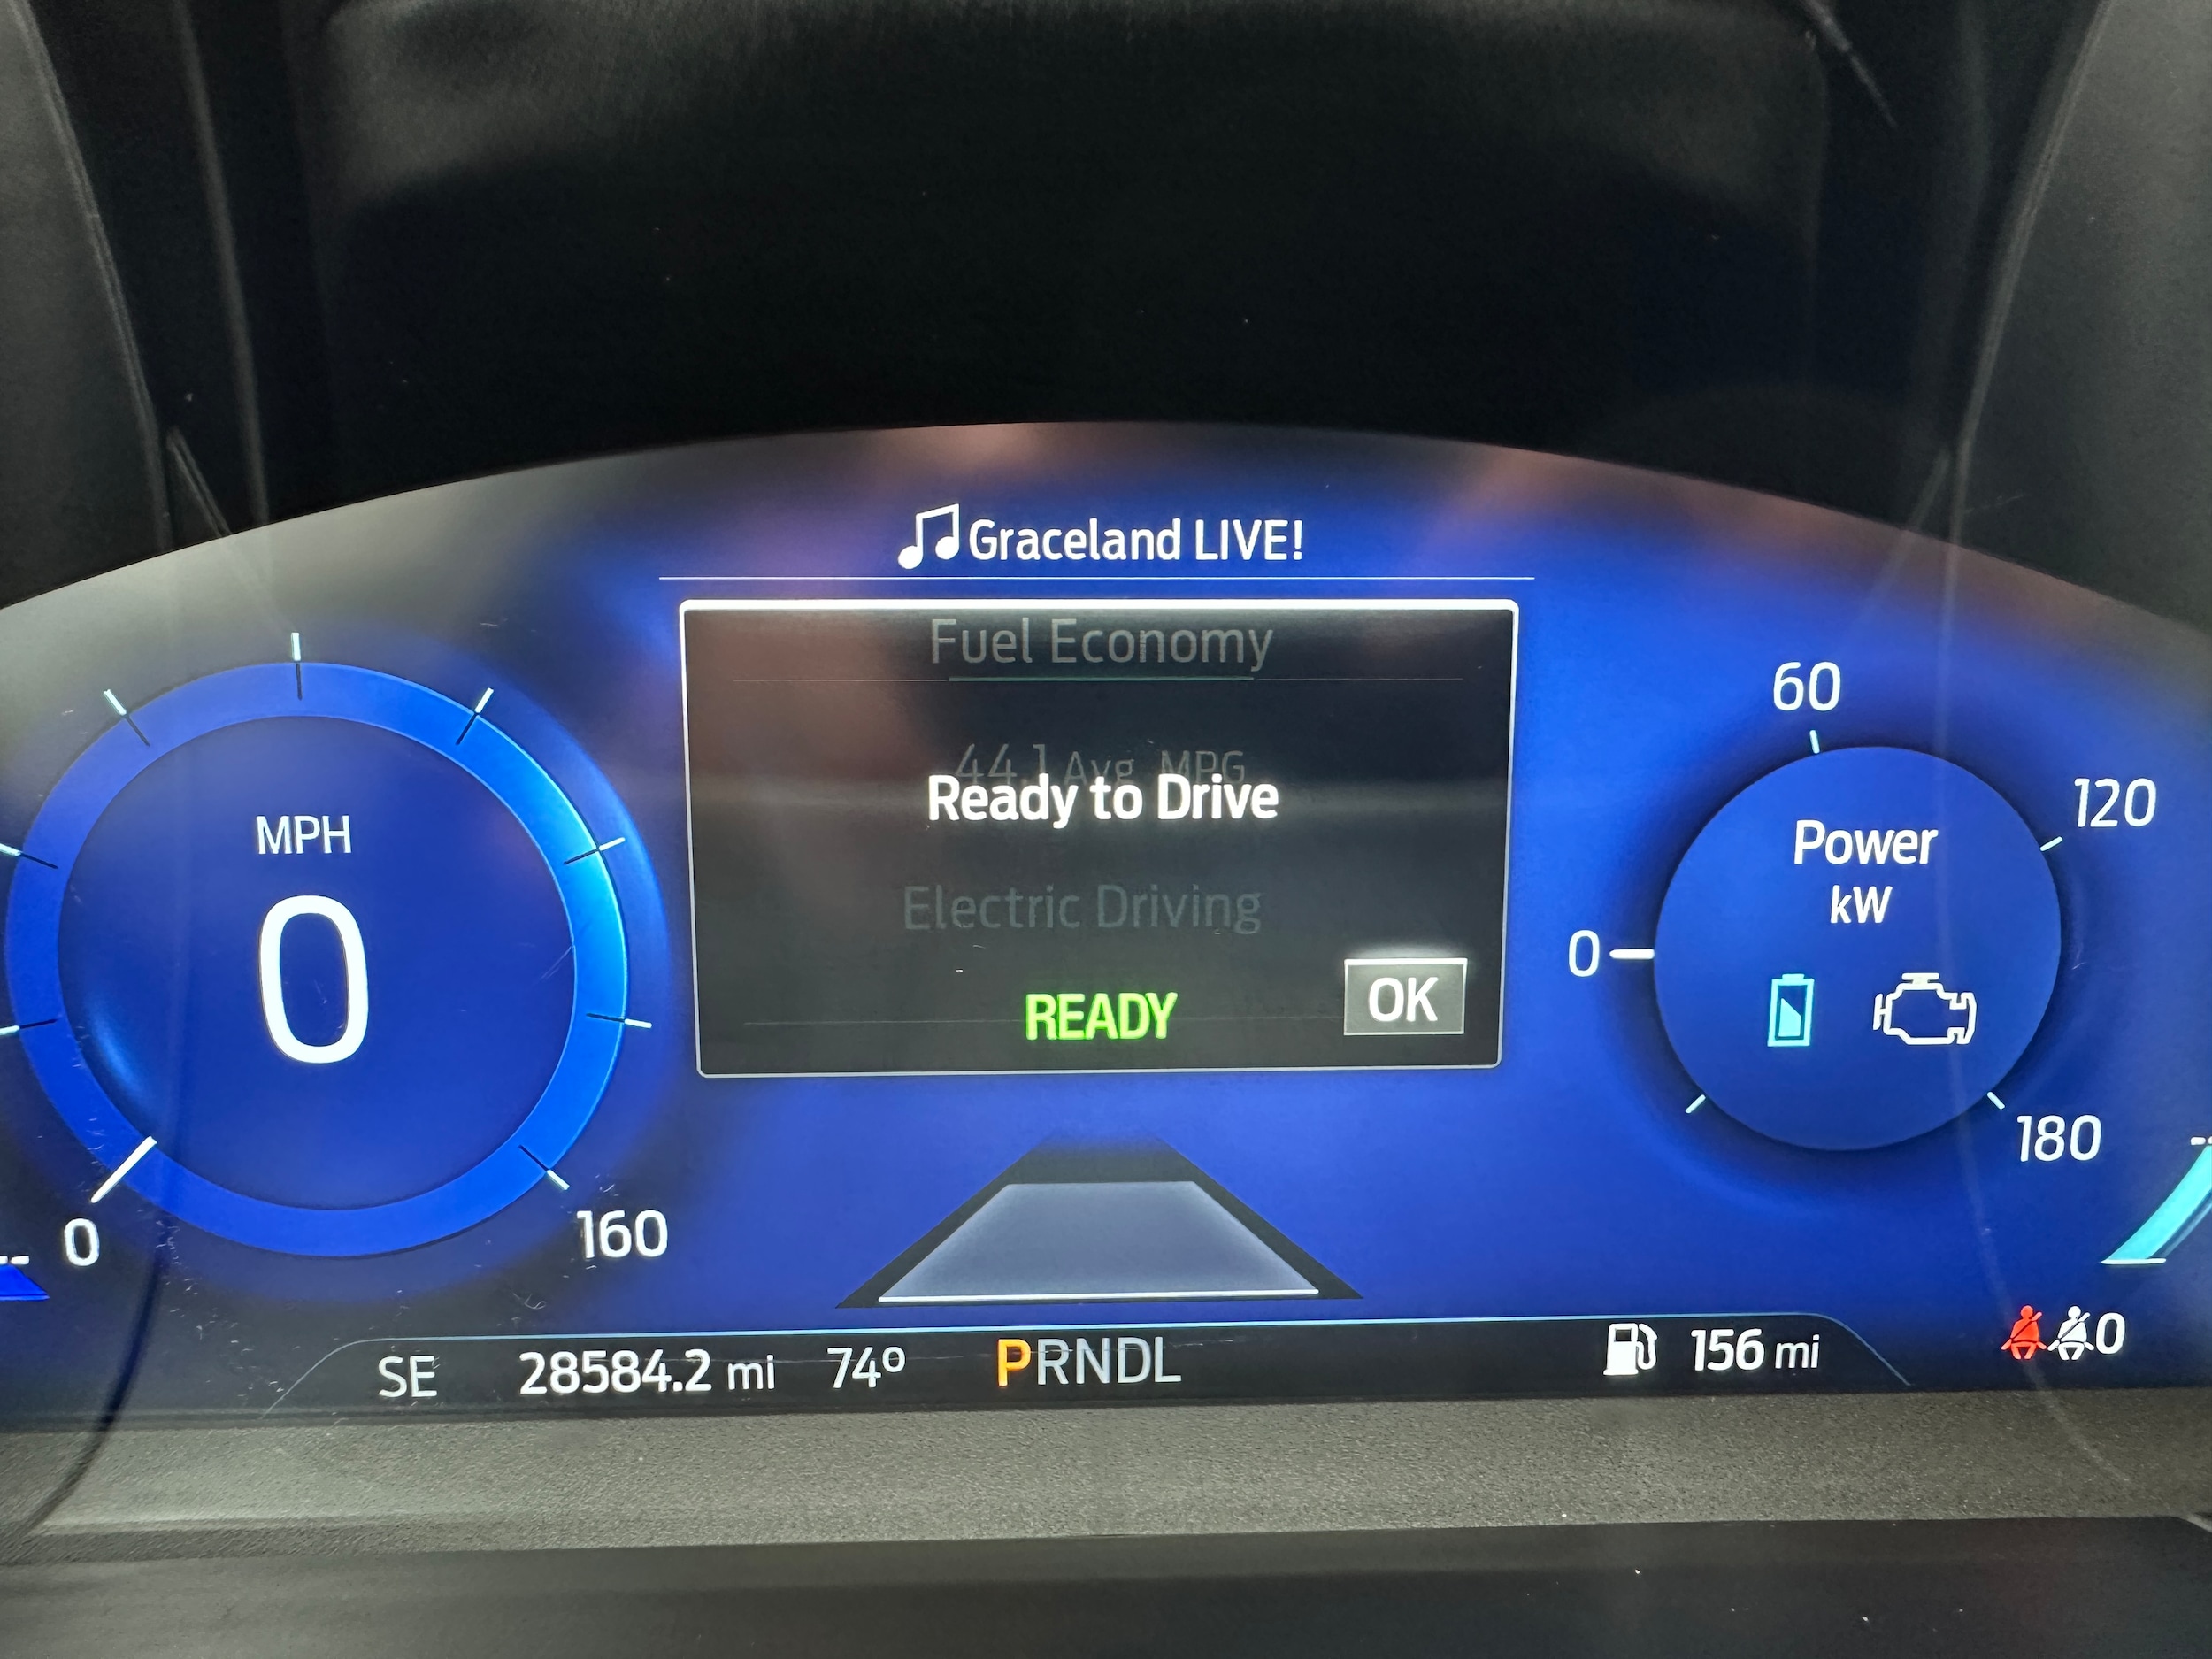 Graceland LIVE!
Fuel Economy
44.1 Avg MPG
Ready to Drive
Electric Driving
READY
OK
MPH
0
0
160
60
120
Power
kW
0
180
SE 28584.2 mi 74º PRNDL 156 mi 0